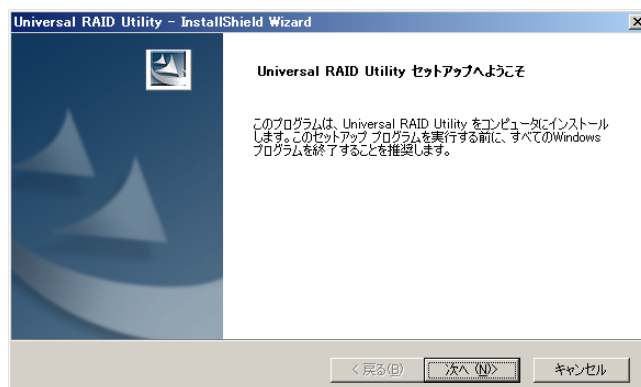 Universal RAID Utility - InstallShield Wizard
Universal RAID Utility セットアップへようこそ
このプログラムは、Universal RAID Utility をコンピュータにインストール
します。このセットアップ プログラムを実行する前に、すべてのWindows
プログラムを終了することを推奨します。
< 戻る(B)
次へ (N)>
キャンセル